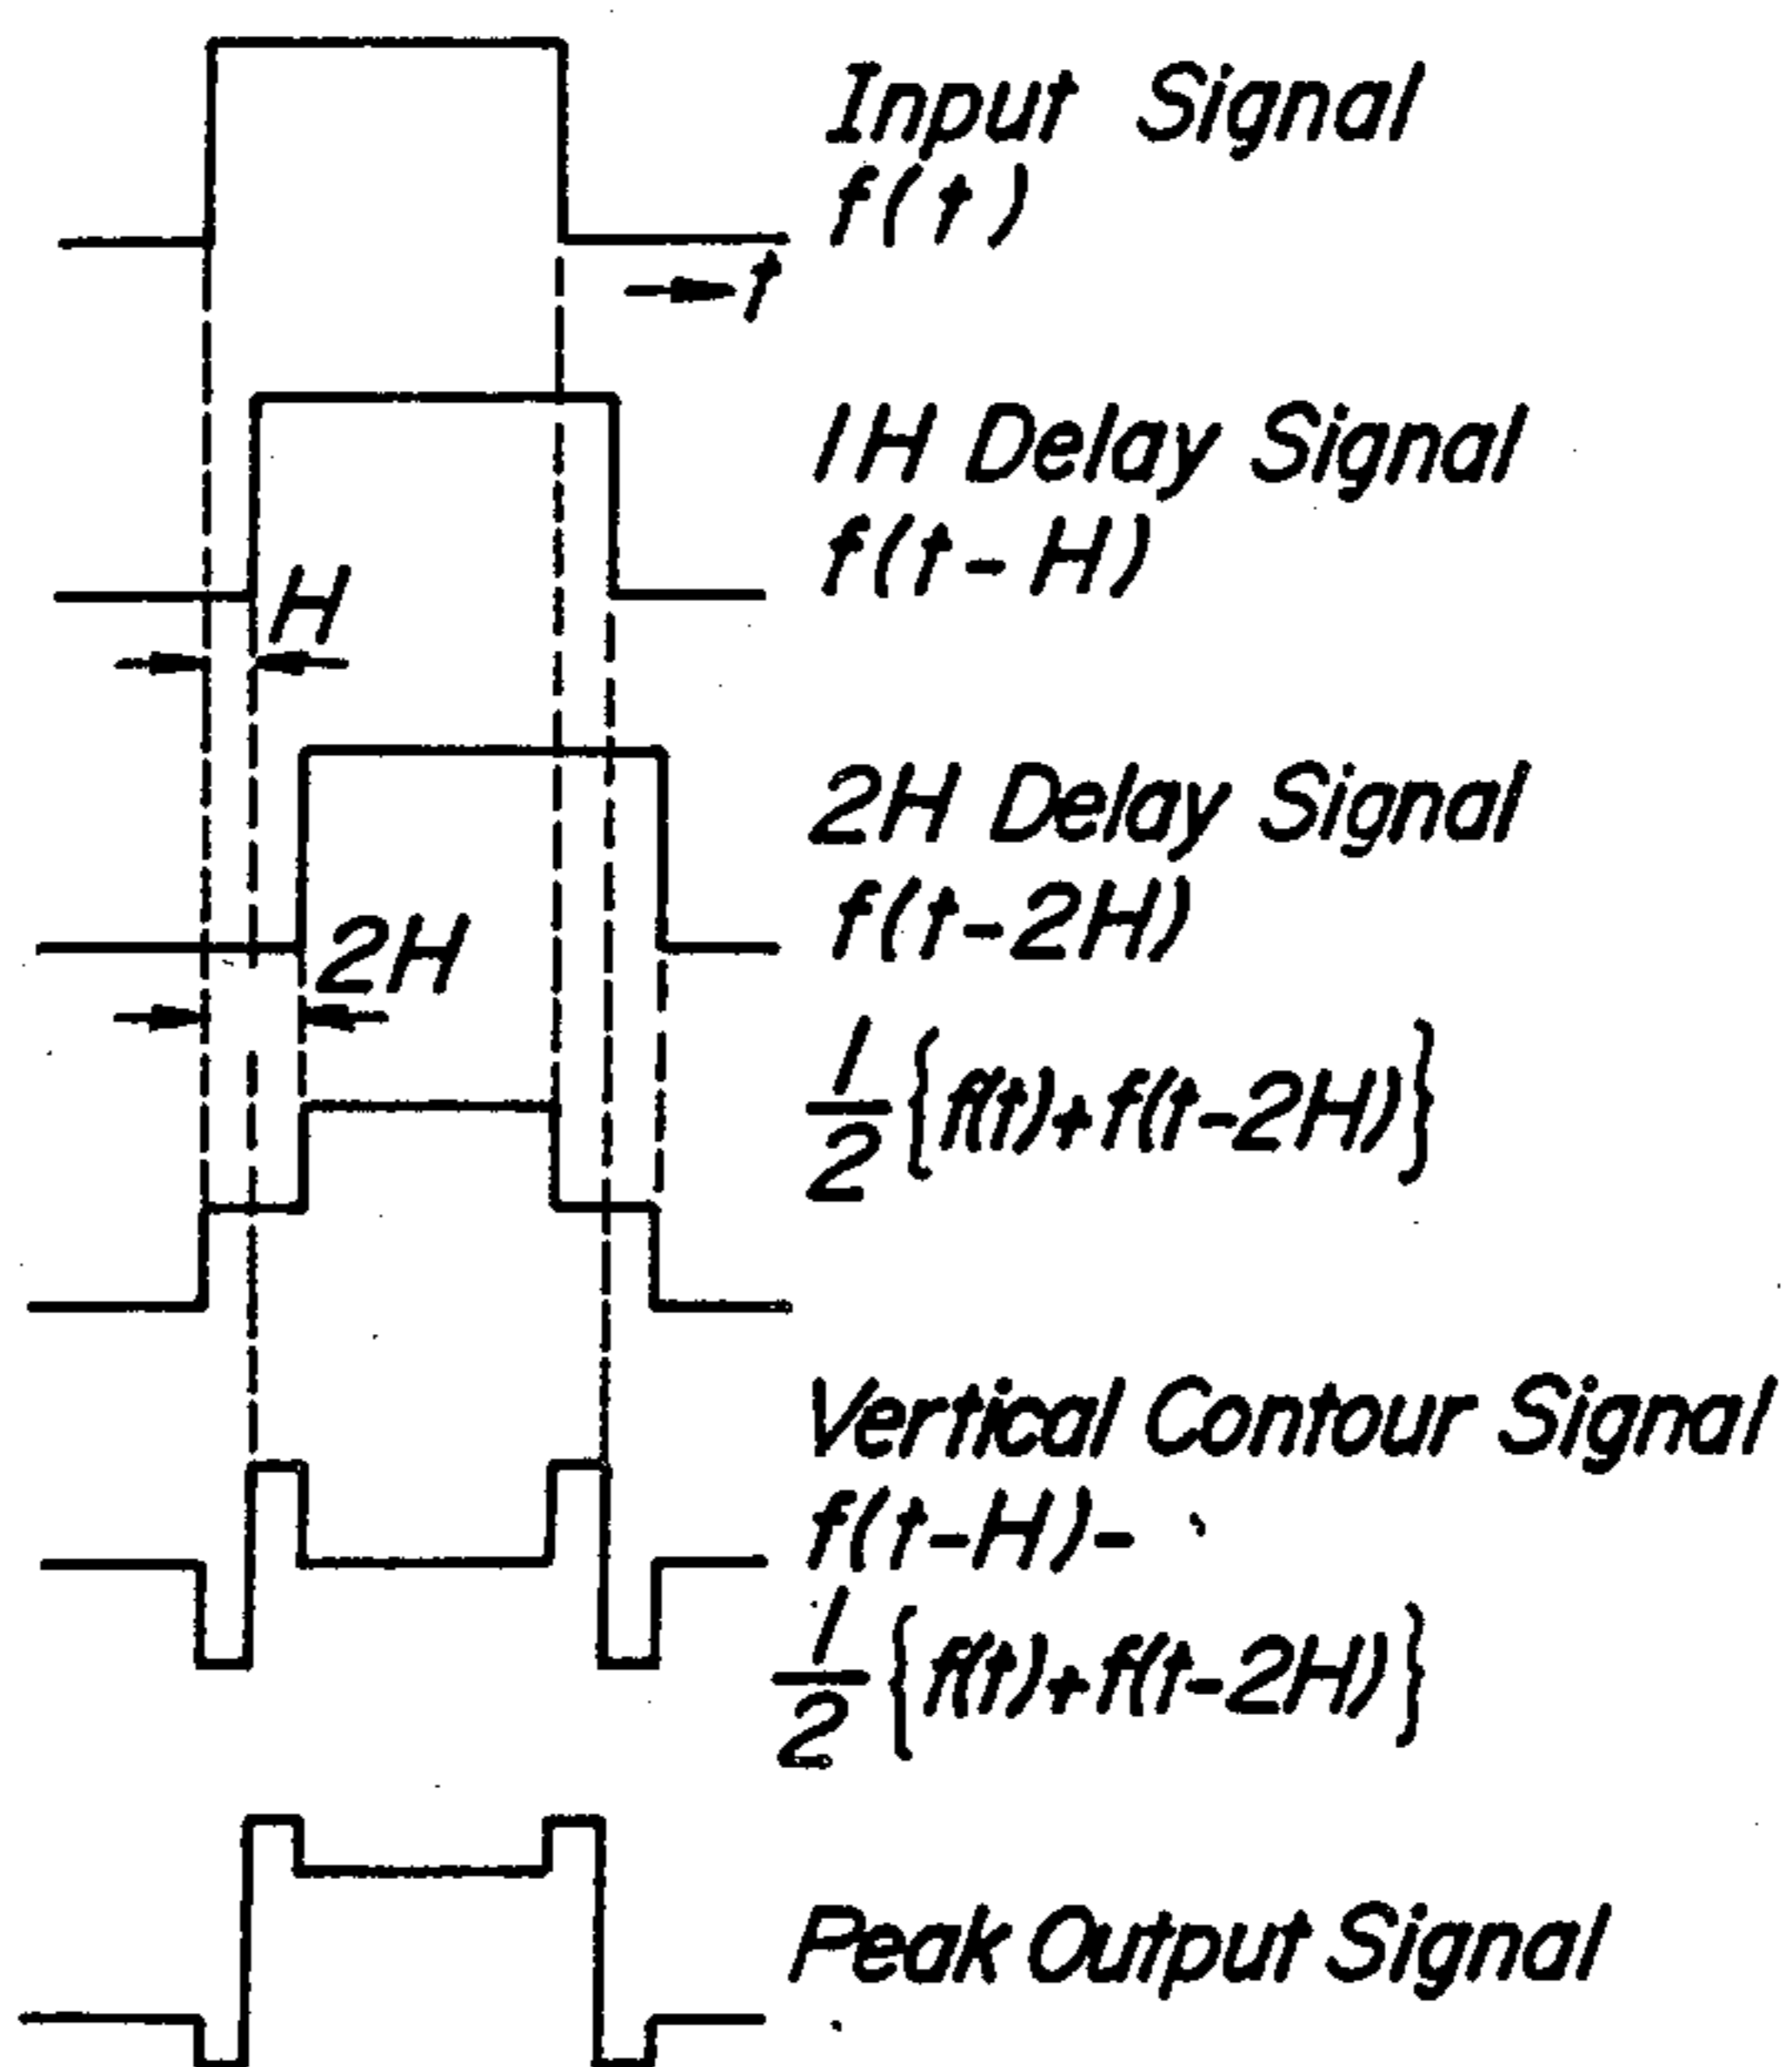 Input Signal
f(t)
t
1H Delay Signal
f(t-H)
H
2H Delay Signal
f(t-2H)
2H
1/2{f(t)+f(t-2H)}
Vertical Contour Signal
f(t-H)-
1/2{f(t)+f(t-2H)}
Peak Output Signal